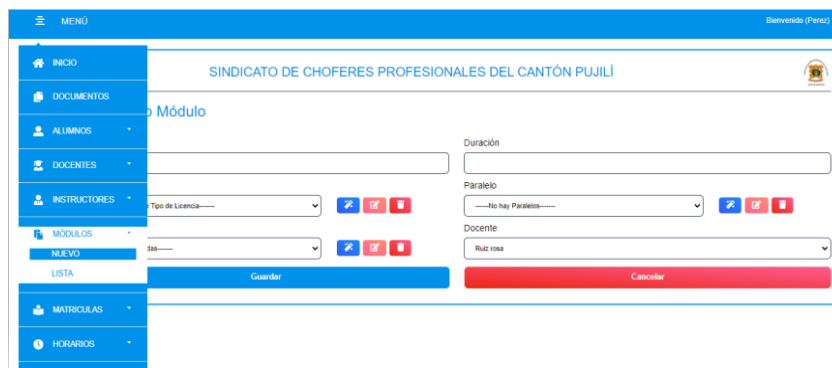 MENÚ
Bienvenido (Perez)
INICIO
DOCUMENTOS
ALUMNOS
DOCENTES
INSTRUCTORES
MÓDULOS
NUEVO
LISTA
MATRICULAS
HORARIOS
SINDICATO DE CHOFERES PROFESIONALES DEL CANTÓN PUJILÍ
o Módulo
Duración
Paralelo
Tipo de Licencia-------
------No hay Paralelos-------
Docente
das-------
Ruiz rosa
Guardar
Cancelar